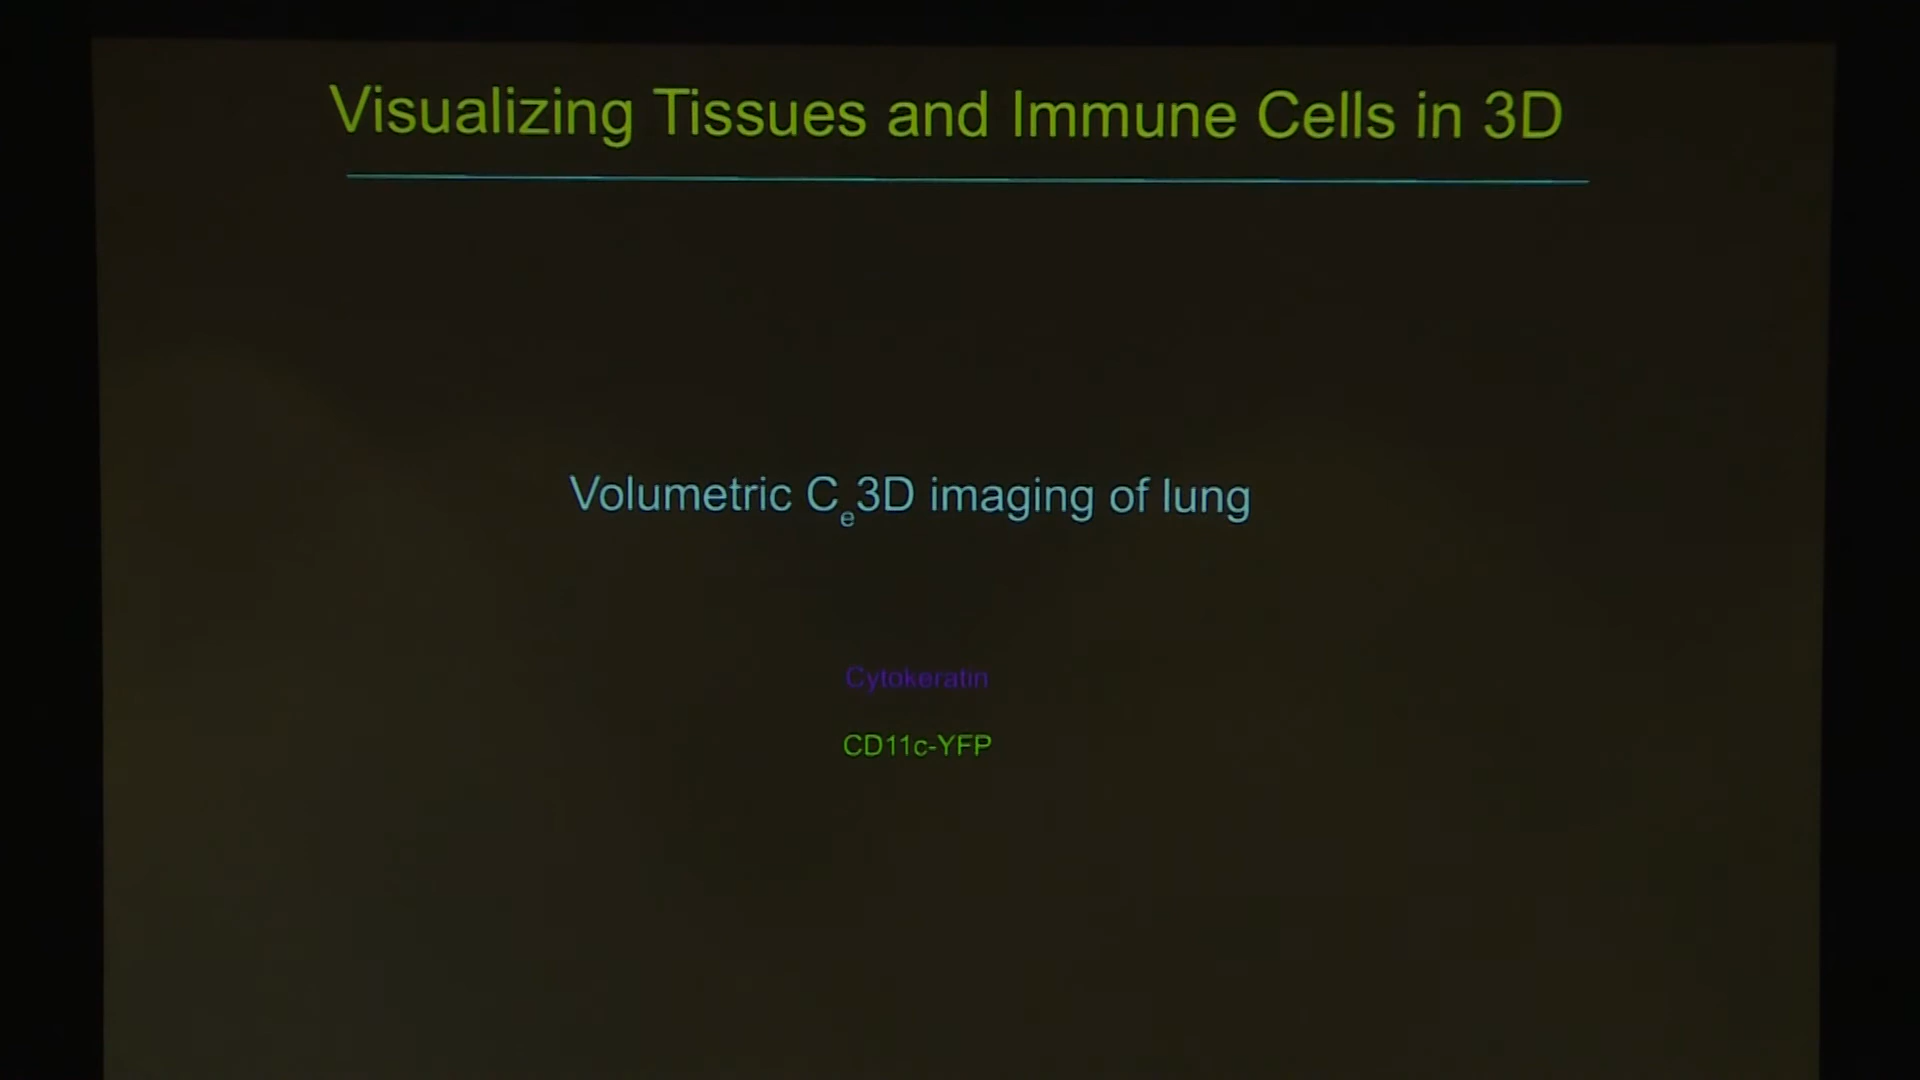 Visualizing Tissues and Immune Cells in 3D
Volumetric Ce3D imaging of lung
Cytokeratin
CD11c-YFP